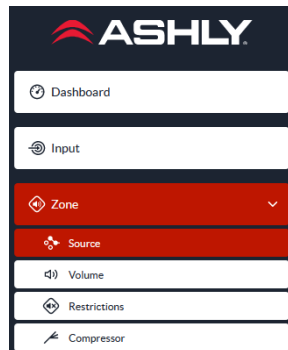 ASHLY
Dashboard
Input
Zone
Source
Volume
Restrictions
Compressor